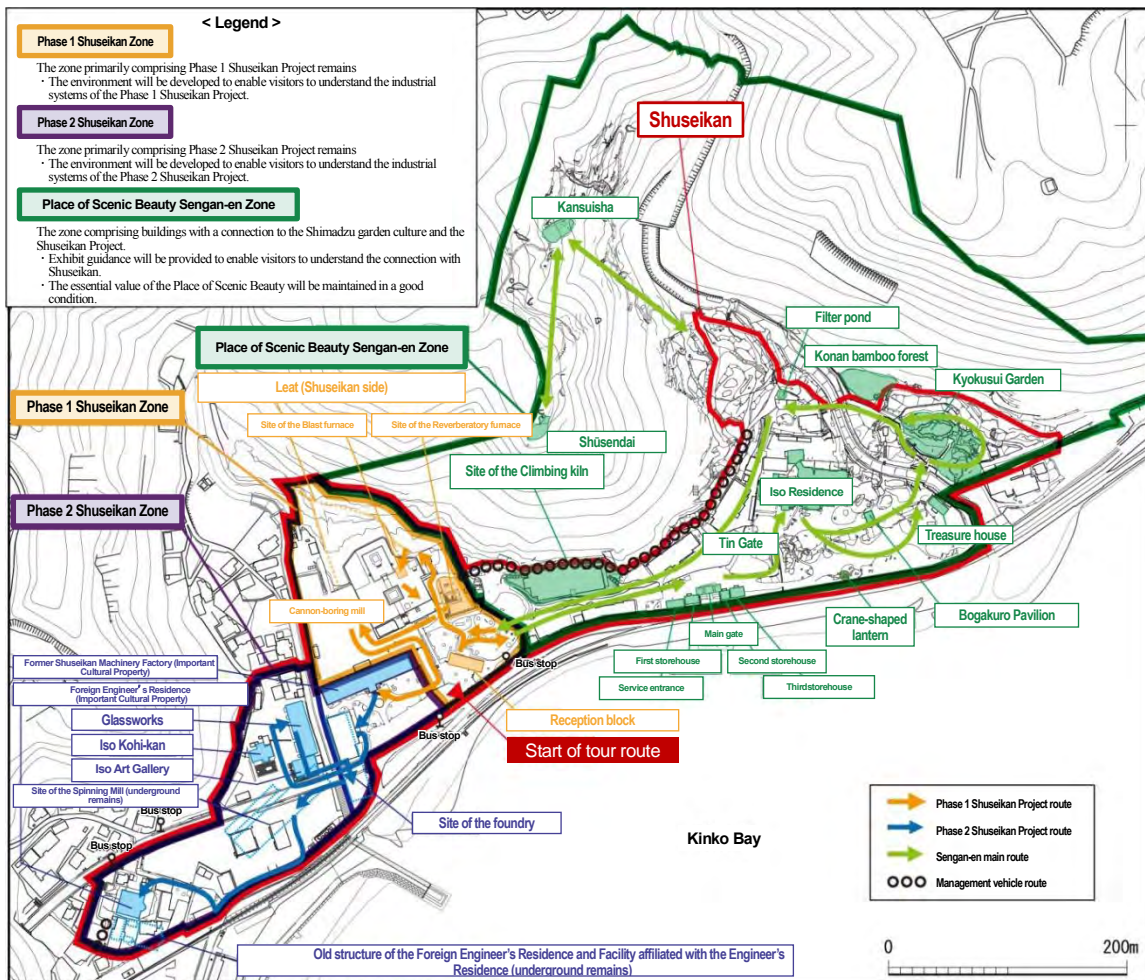 < Legend >
Phase 1 Shuseikan Zone
The zone primarily comprising Phase 1 Shuseikan Project remains
・The environment will be developed to enable visitors to understand the industrial
systems of the Phase 1 Shuseikan Project.
Phase 2 Shuseikan Zone
The zone primarily comprising Phase 2 Shuseikan Project remains
・The environment will be developed to enable visitors to understand the industrial
systems of the Phase 2 Shuseikan Project.
Place of Scenic Beauty Sengan-en Zone
The zone comprising buildings with a connection to the Shimadzu garden culture and the
Shuseikan Project.
・Exhibit guidance will be provided to enable visitors to understand the connection with
Shuseikan.
・The essential value of the Place of Scenic Beauty will be maintained in a good
condition.
Shuseikan
Kansuisha
Filter pond
Konan bamboo forest
Kyokusui Garden
Place of Scenic Beauty Sengan-en Zone
Leat (Shuseikan side)
Phase 1 Shuseikan Zone
Site of the Blast furnace
Site of the Reverberatory furnace
Shūsendai
Site of the Climbing kiln
Iso Residence
Phase 2 Shuseikan Zone
Tin Gate
Treasure house
Cannon-boring mill
Bogakuro Pavilion
Crane-shaped
lantern
Main gate
First storehouse
Second storehouse
Service entrance
Thirdstorehouse
Bus stop
Former Shuseikan Machinery Factory (Important
Cultural Property)
Foreign Engineer's Residence
(Important Cultural Property)
Glassworks
Iso Kohi-kan
Iso Art Gallery
Site of the Spinning Mill (underground
remains)
Reception block
Bus stop
Start of tour route
Bus stop
Site of the foundry
Bus stop
Kinko Bay
Phase 1 Shuseikan Project route
Phase 2 Shuseikan Project route
Sengan-en main route
Management vehicle route
Old structure of the Foreign Engineer's Residence and Facility affiliated with the Engineer's
Residence (underground remains)
0
200m